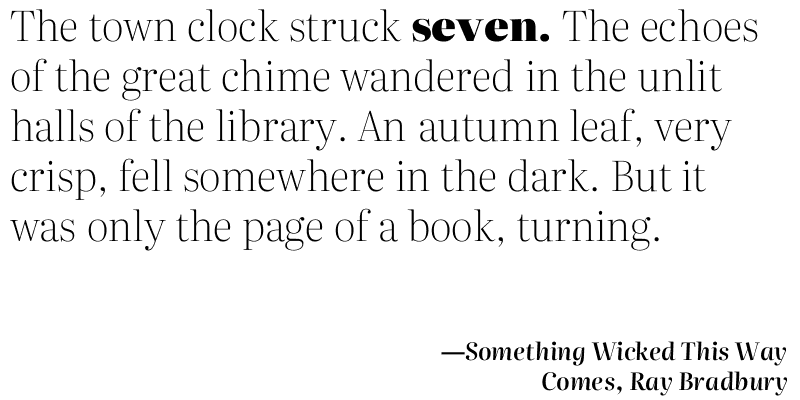 The town clock struck seven. The echoes
of the great chime wandered in the unlit
halls of the library. An autumn leaf, very
crisp, fell somewhere in the dark. But it
was only the page of a book, turning.
—Something Wicked This Way
Comes, Ray Bradbury